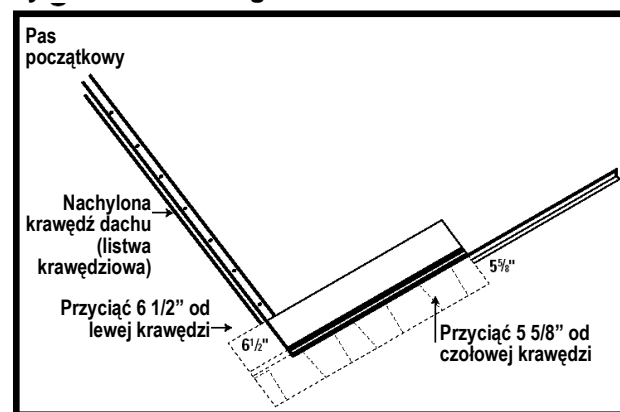 Pas
początkowy
Nachylona
krawędź dachu
(listwa
krawędziowa)
Przyciąć 6 1/2” od
lewej krawędzi
6½"
5⅝"
Przyciąć 5 5/8” od
czołowej krawędzi